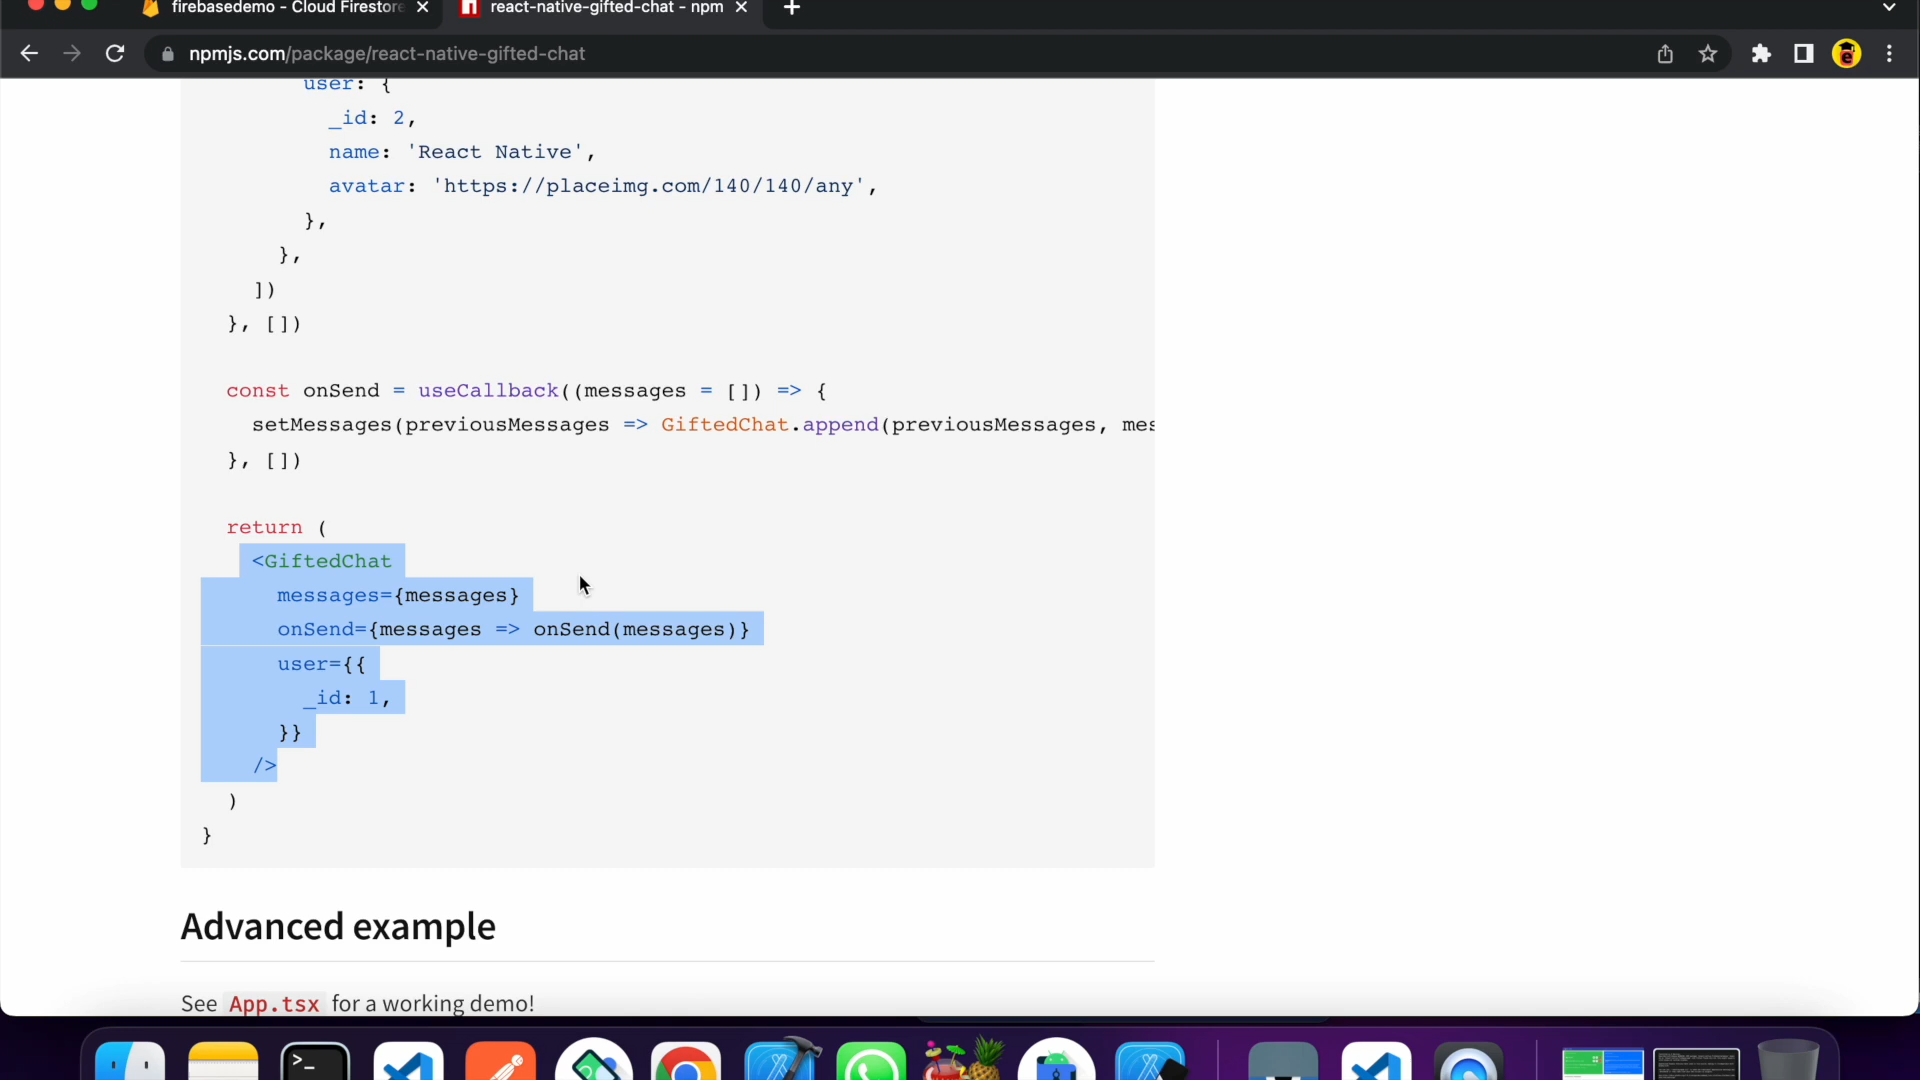 firebasedemo - Cloud Firestore
react-native-gifted-chat - npm
npmjs.com/package/react-native-gifted-chat
user: {
_id: 2,
name: 'React Native',
avatar: 'https://placeimg.com/140/140/any',
},
},
])
}, [])
const onSend = useCallback((messages = []) => {
setMessages(previousMessages => GiftedChat.append(previousMessages, mes
}, [])
return (
<GiftedChat
messages={messages}
onSend={messages => onSend(messages)}
user={{
_id: 1,
}}
/>
)
}
Advanced example
See App.tsx for a working demo!